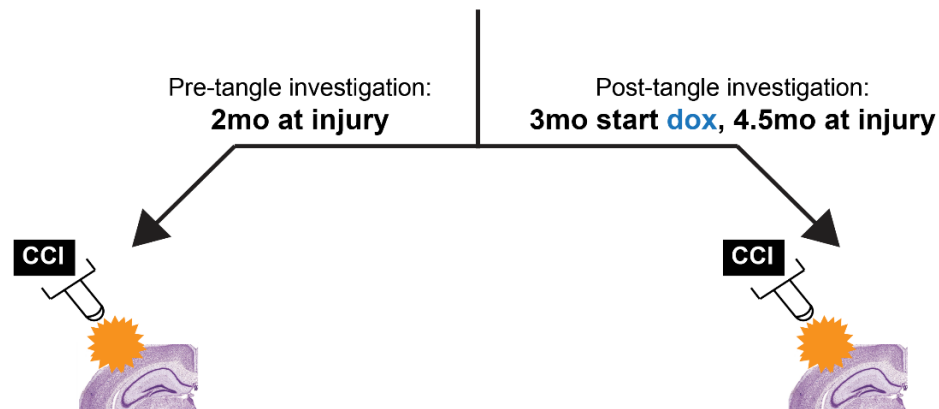 Pre-tangle investigation:
2mo at injury
Post-tangle investigation:
3mo start dox, 4.5mo at injury
CCI
CCI